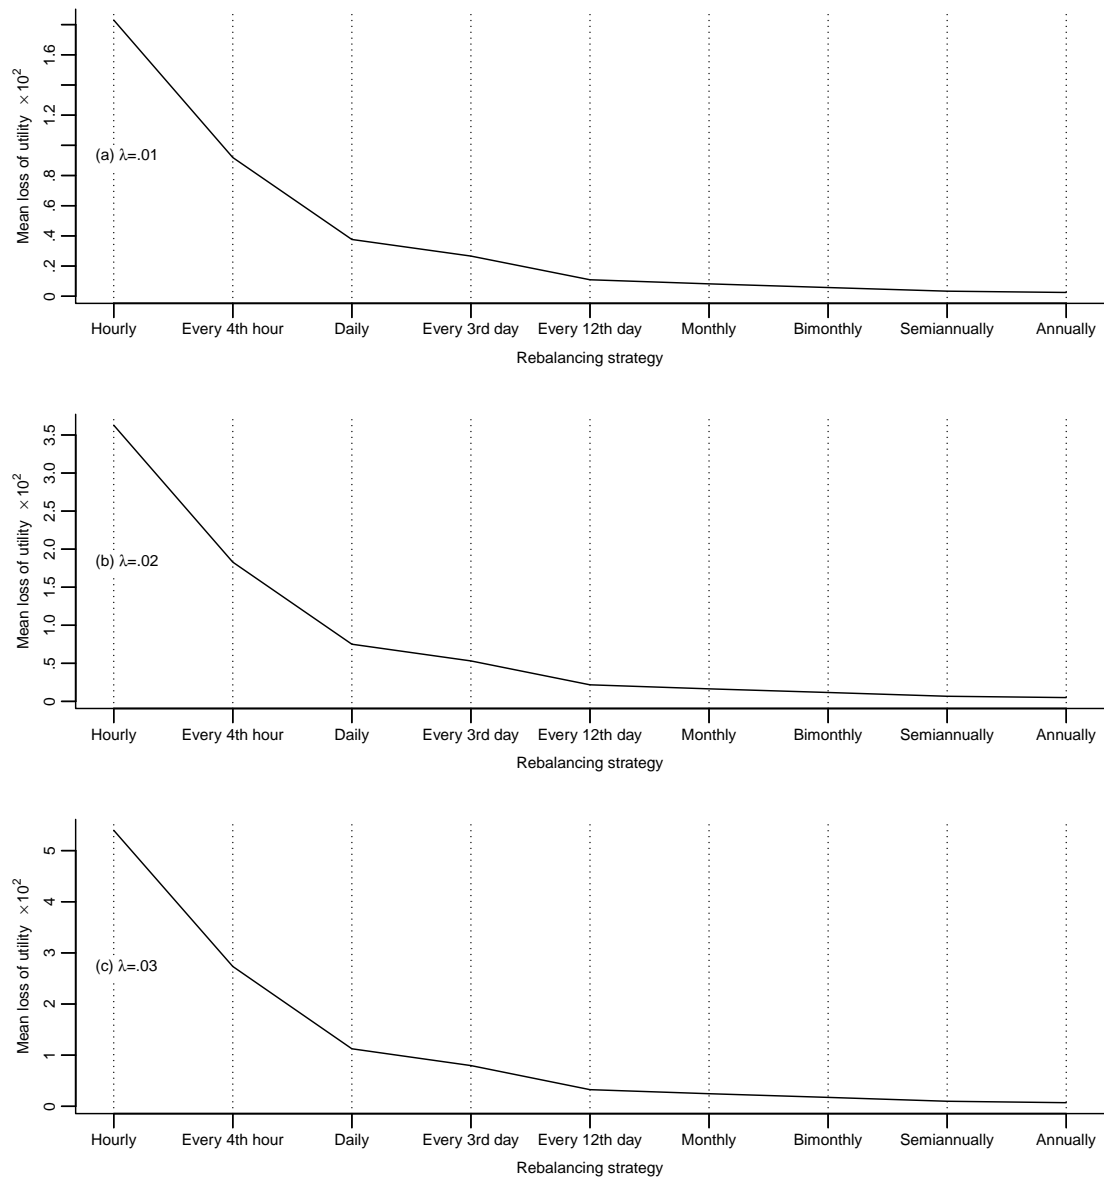 Mean loss of utility ×10²
1.6
1.2
.8
.6
.4
.2
0
(a) λ=.01
Hourly Every 4th hour Daily Every 3rd day Every 12th day Monthly Bimonthly Semiannually Annually
Rebalancing strategy
Mean loss of utility ×10²
3.5
3.0
2.5
2.0
1.5
1.0
.5
0
(b) λ=.02
Hourly Every 4th hour Daily Every 3rd day Every 12th day Monthly Bimonthly Semiannually Annually
Rebalancing strategy
Mean loss of utility ×10²
5
4
3
2
1
0
(c) λ=.03
Hourly Every 4th hour Daily Every 3rd day Every 12th day Monthly Bimonthly Semiannually Annually
Rebalancing strategy